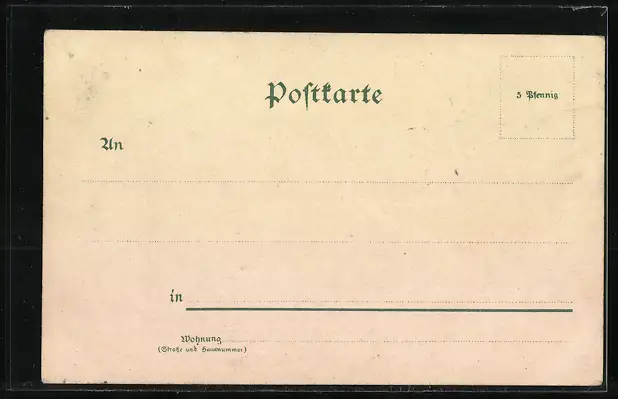 Postkarte
5 Pfennig
An
in
Wohnung
(Straße und Hausnummer)